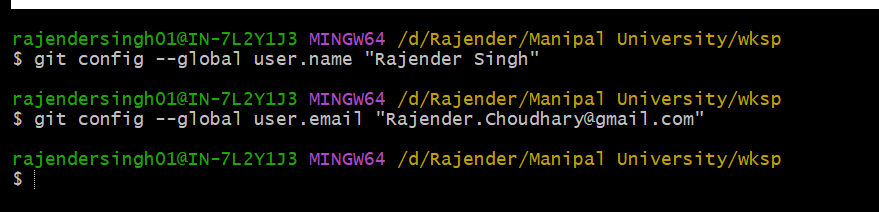 rajendersingh01@IN-7L2Y1J3 MINGW64 /d/Rajender/Manipal University/wksp
$ git config --global user.name "Rajender Singh"
rajendersingh01@IN-7L2Y1J3 MINGW64 /d/Rajender/Manipal University/wksp
$ git config --global user.email "Rajender.Choudhary@gmail.com"
rajendersingh01@IN-7L2Y1J3 MINGW64 /d/Rajender/Manipal University/wksp
$